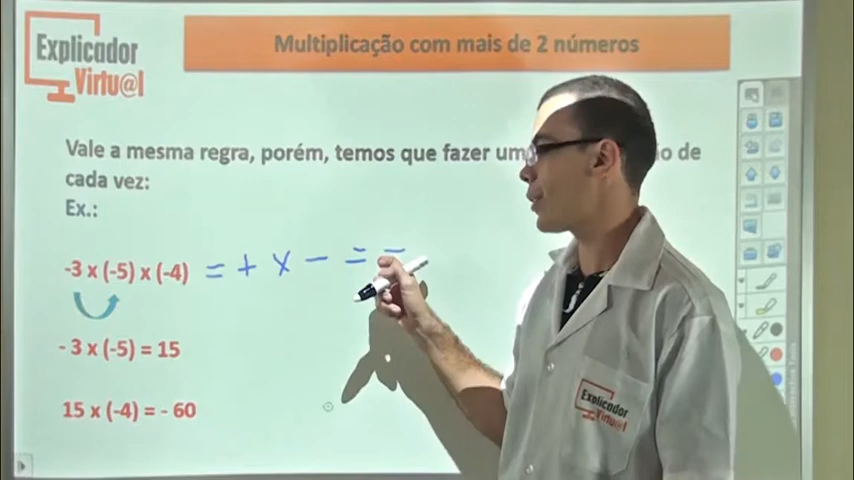 Explicador
Virtu@l
Multiplicação com mais de 2 números
Vale a mesma regra, porém, temos que fazer um de
cada vez:
Ex.:
-3 x (-5) x (-4) = + x - = -
- 3 x (-5) = 15
15 x (-4) = - 60
Explicador
Virtu@l